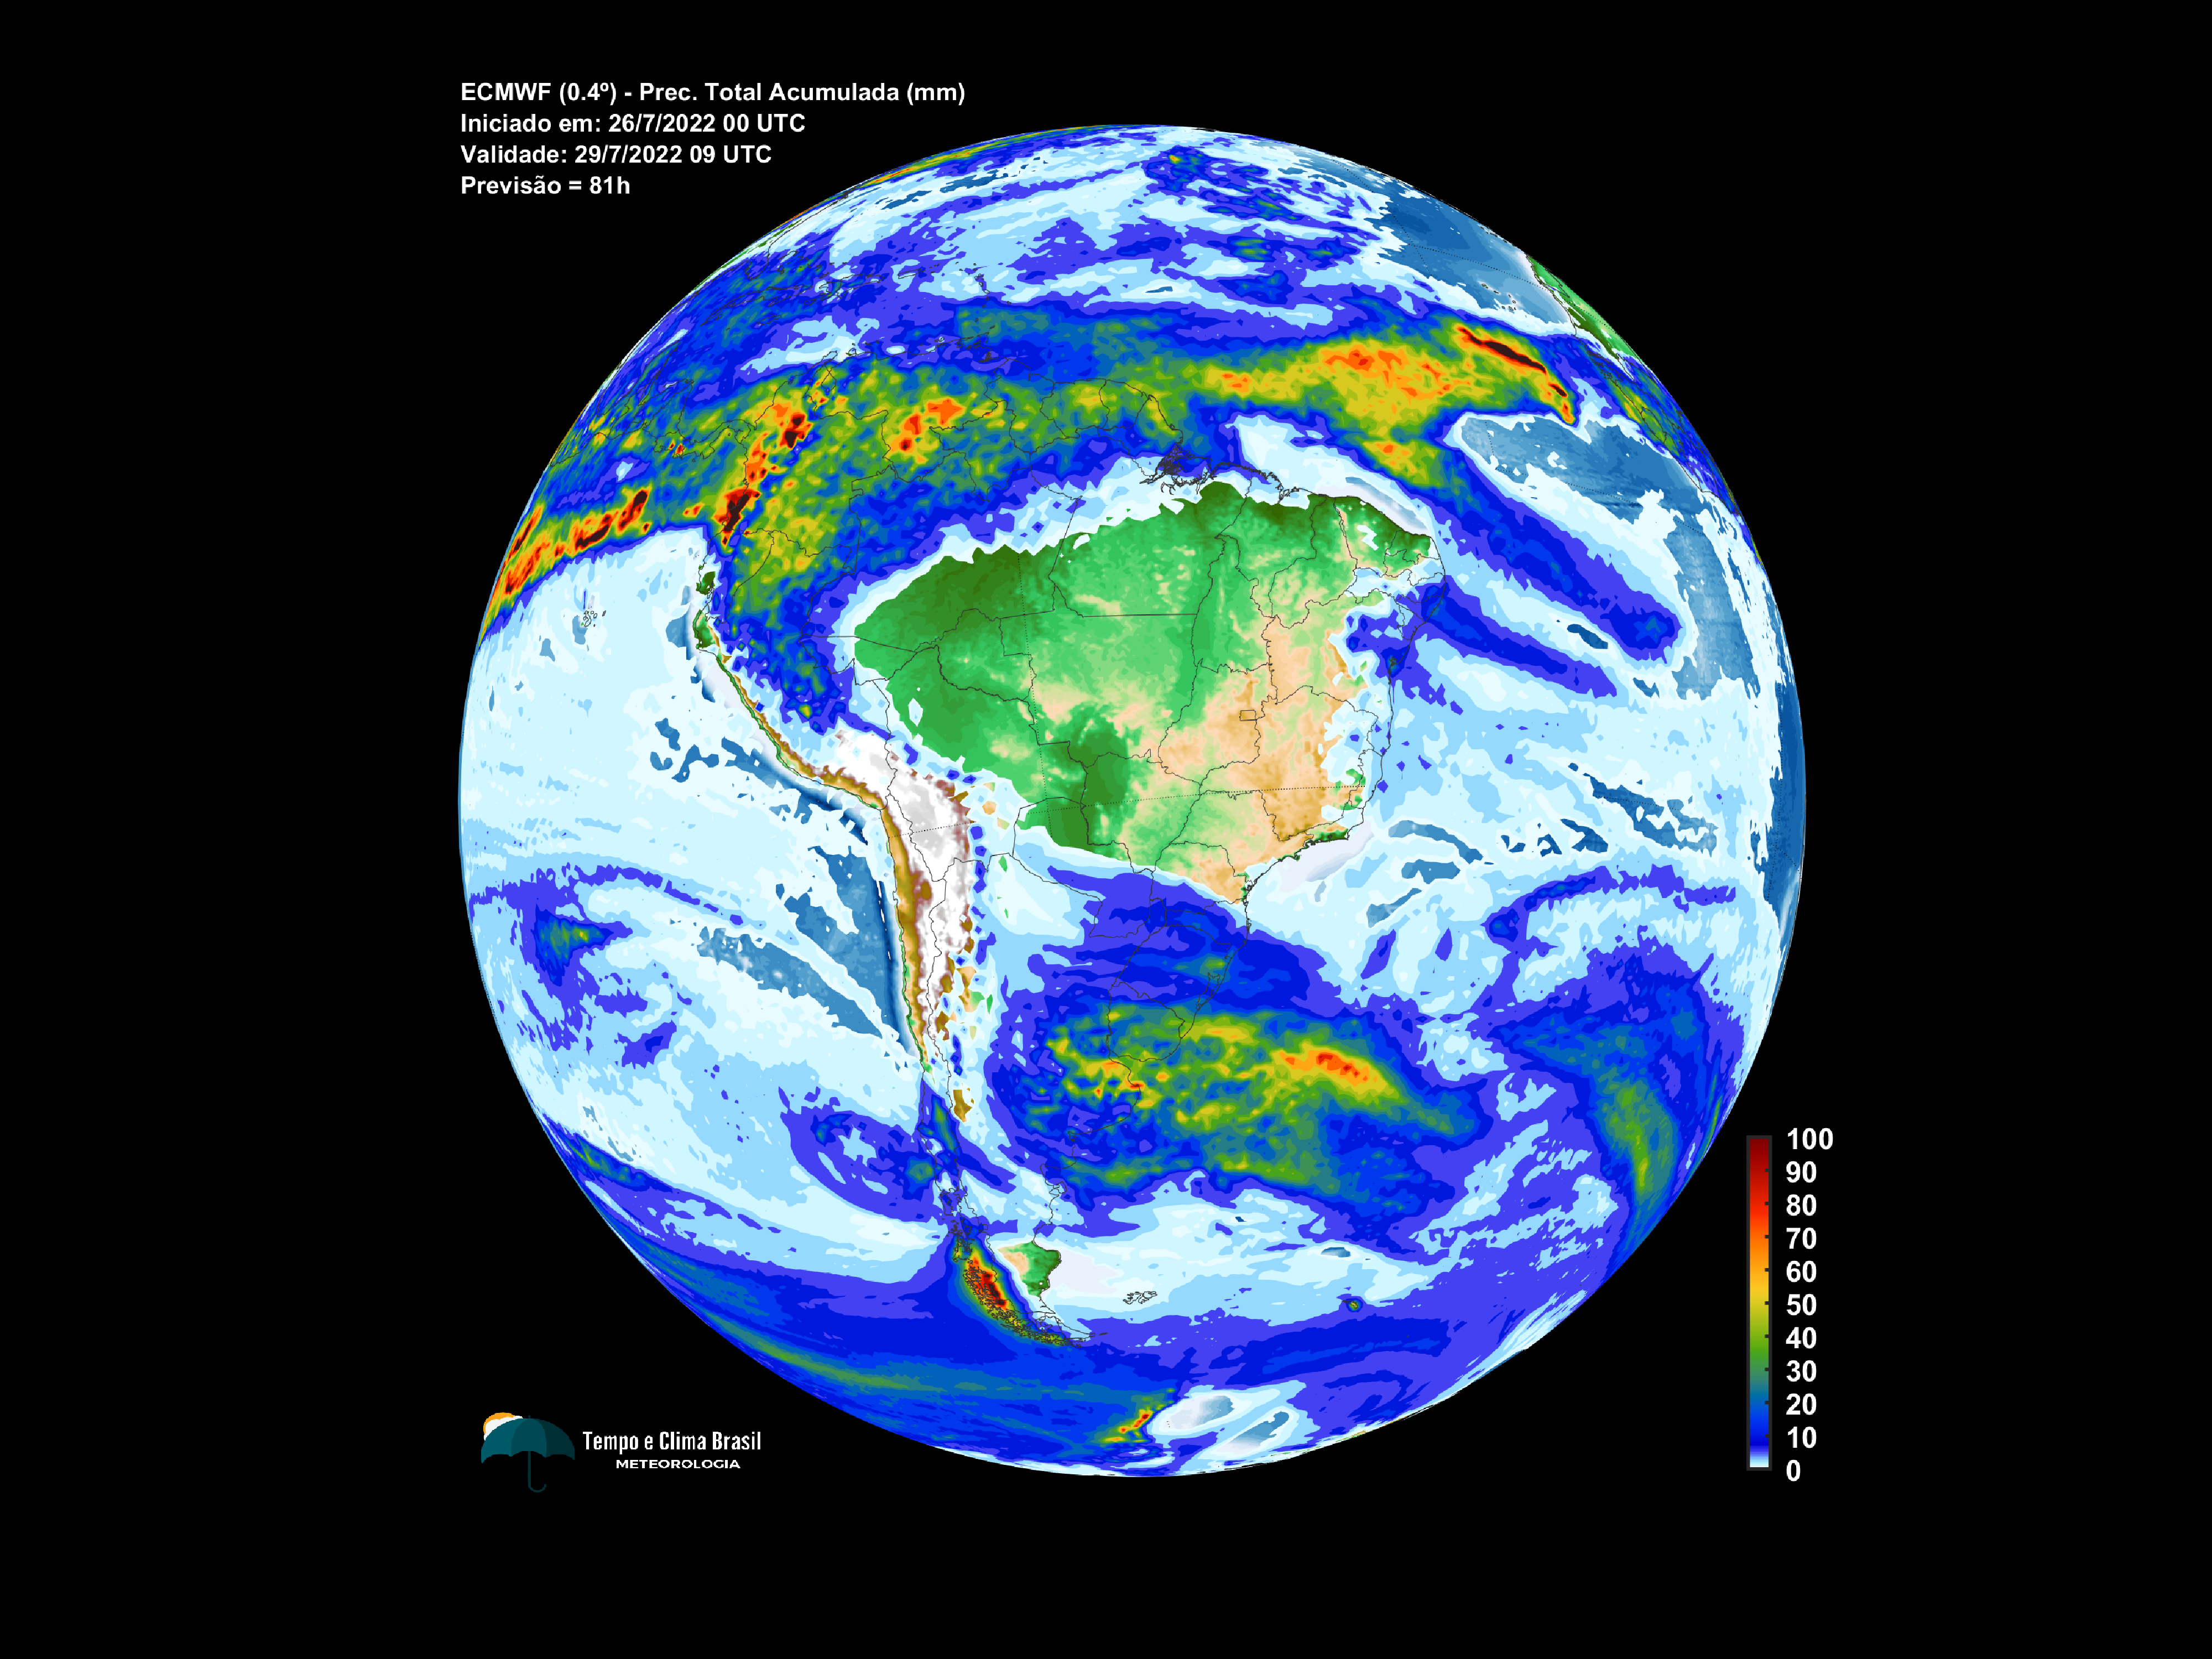 ECMWF (0.4º) - Prec. Total Acumulada (mm)
Iniciado em: 26/7/2022 00 UTC
Validade: 29/7/2022 09 UTC
Previsão = 81h
100
90
80
70
60
50
40
30
20
10
0
Tempo e Clima Brasil
METEOROLOGIA